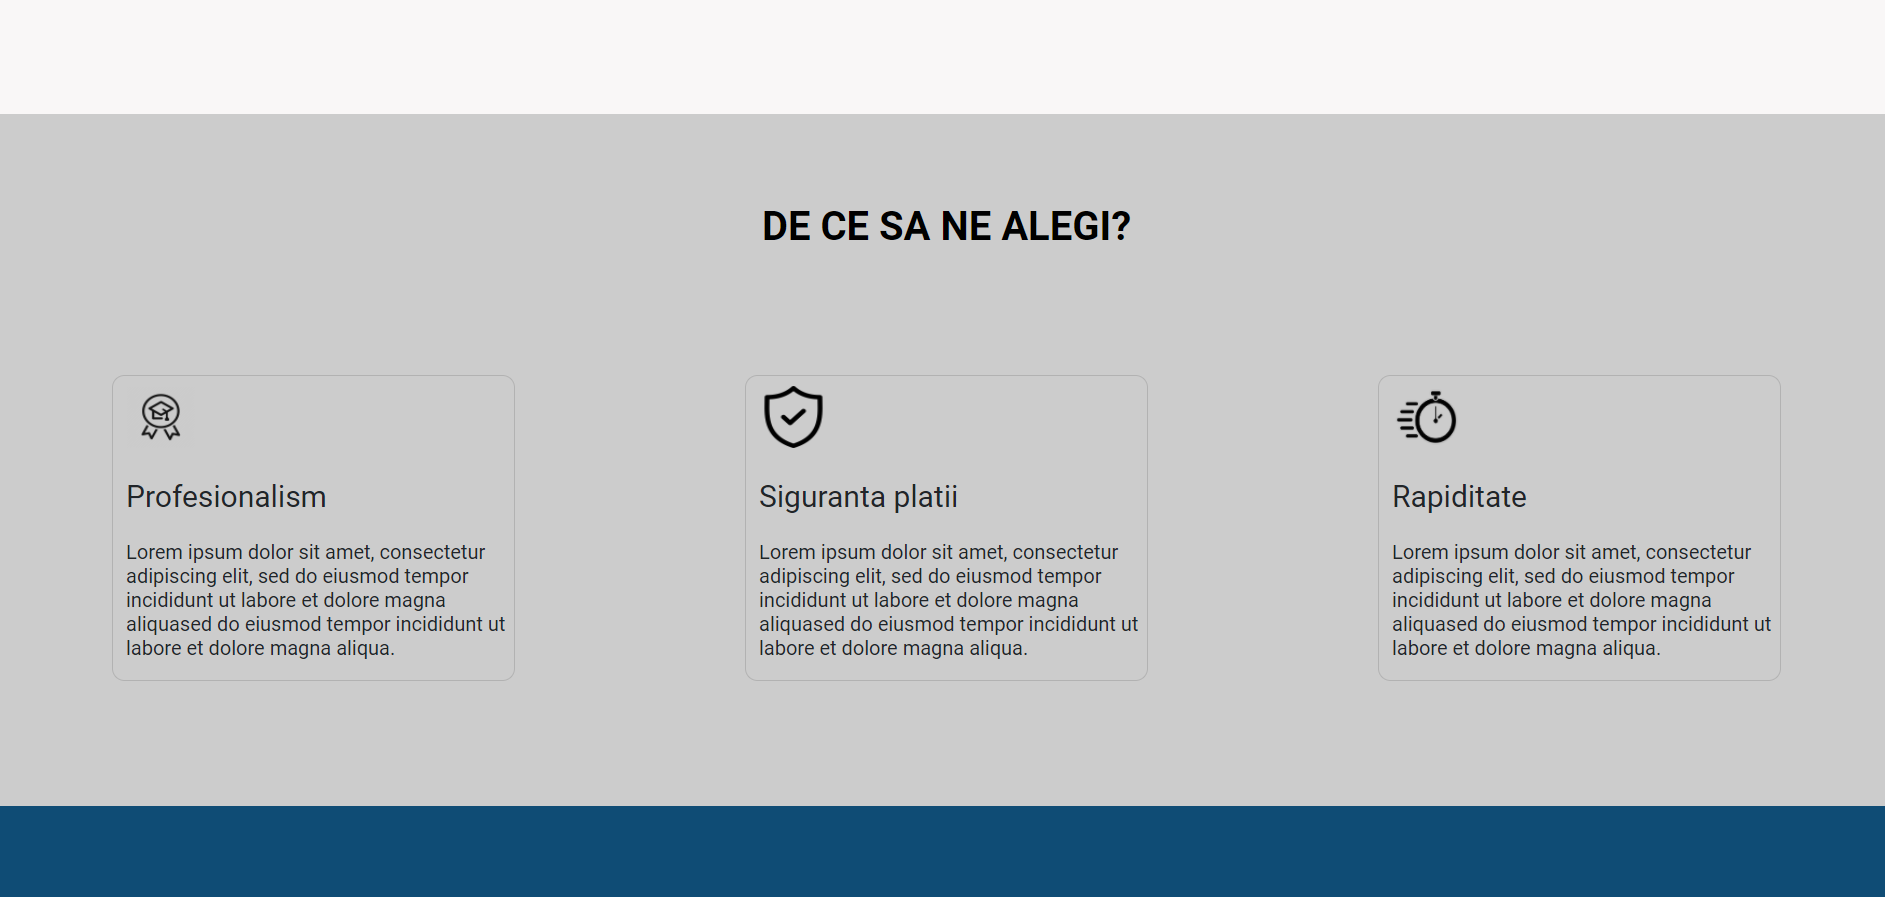 DE CE SA NE ALEGI?
Profesionalism
Lorem ipsum dolor sit amet, consectetur
adipiscing elit, sed do eiusmod tempor
incididunt ut labore et dolore magna
aliquased do eiusmod tempor incididunt ut
labore et dolore magna aliqua.
Siguranta platii
Lorem ipsum dolor sit amet, consectetur
adipiscing elit, sed do eiusmod tempor
incididunt ut labore et dolore magna
aliquased do eiusmod tempor incididunt ut
labore et dolore magna aliqua.
Rapiditate
Lorem ipsum dolor sit amet, consectetur
adipiscing elit, sed do eiusmod tempor
incididunt ut labore et dolore magna
aliquased do eiusmod tempor incididunt ut
labore et dolore magna aliqua.